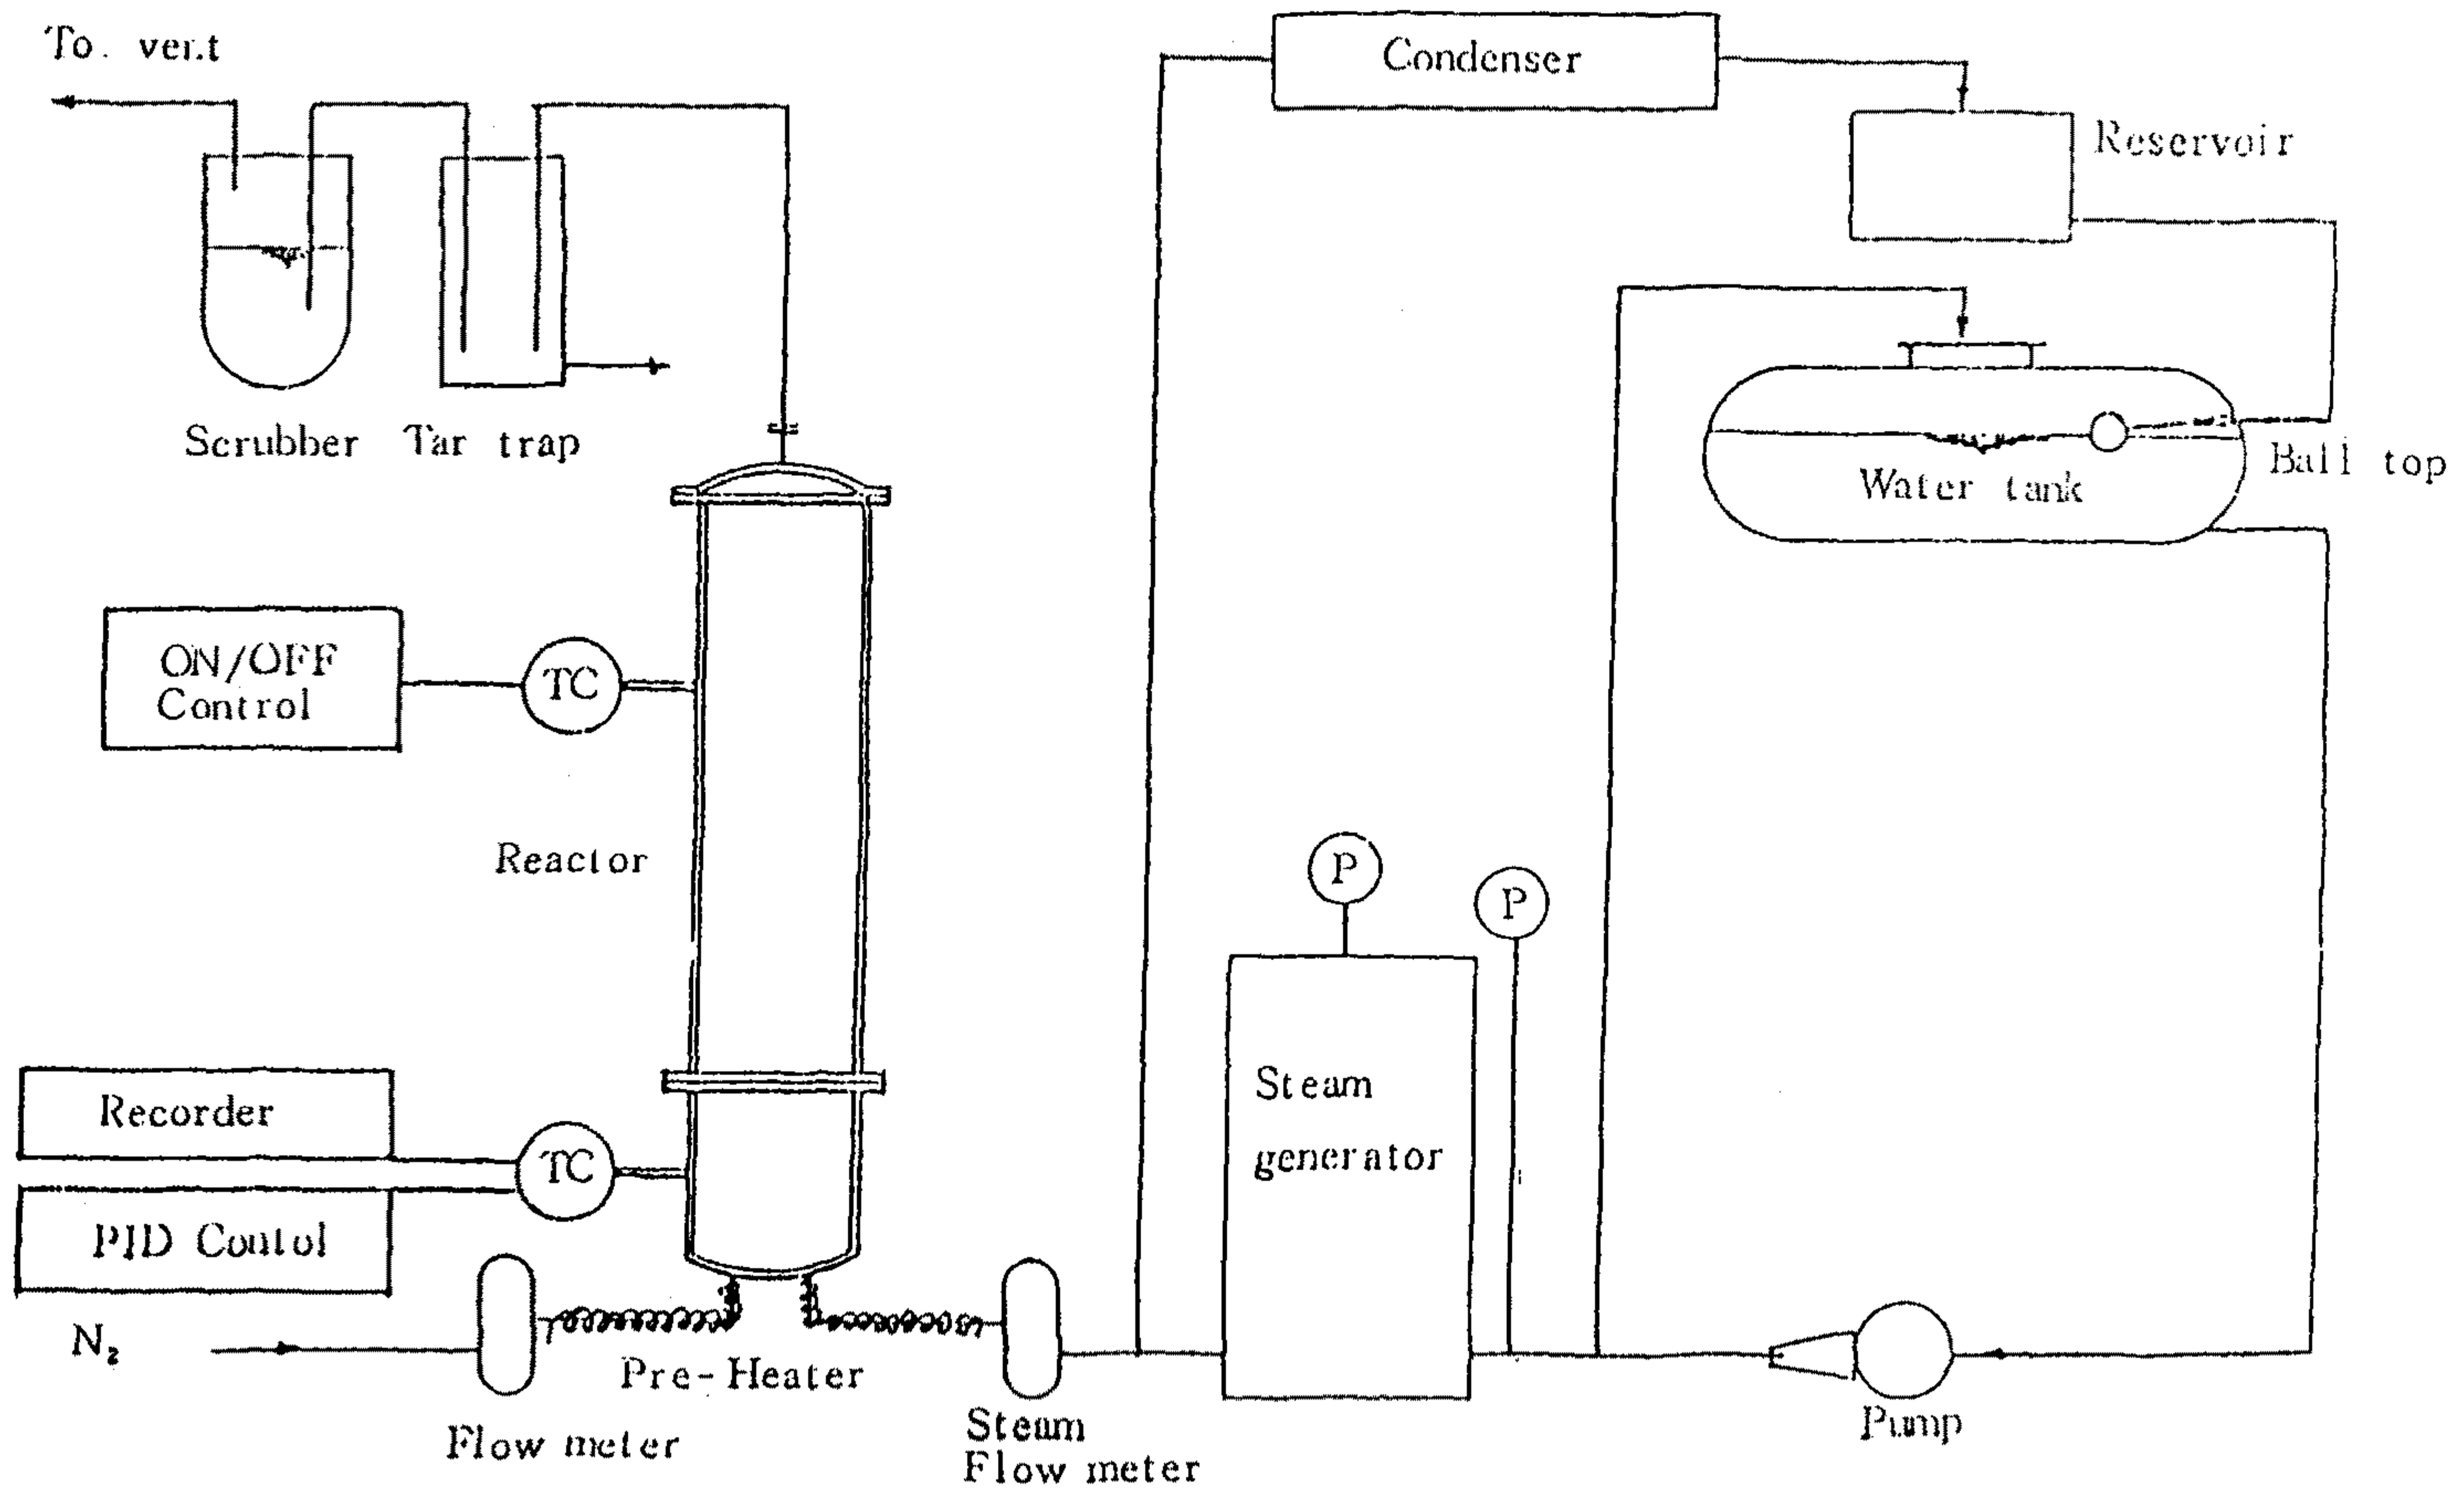 To. vent
Condenser
Reservoir
Scrubber
Tar trap
Ball top
Water tank
ON/OFF
Control
TC
Reactor
P
P
Steam
generator
Recorder
TC
PID Contol
N₂
Pre-Heater
Flow meter
Steam
Flow meter
Pump